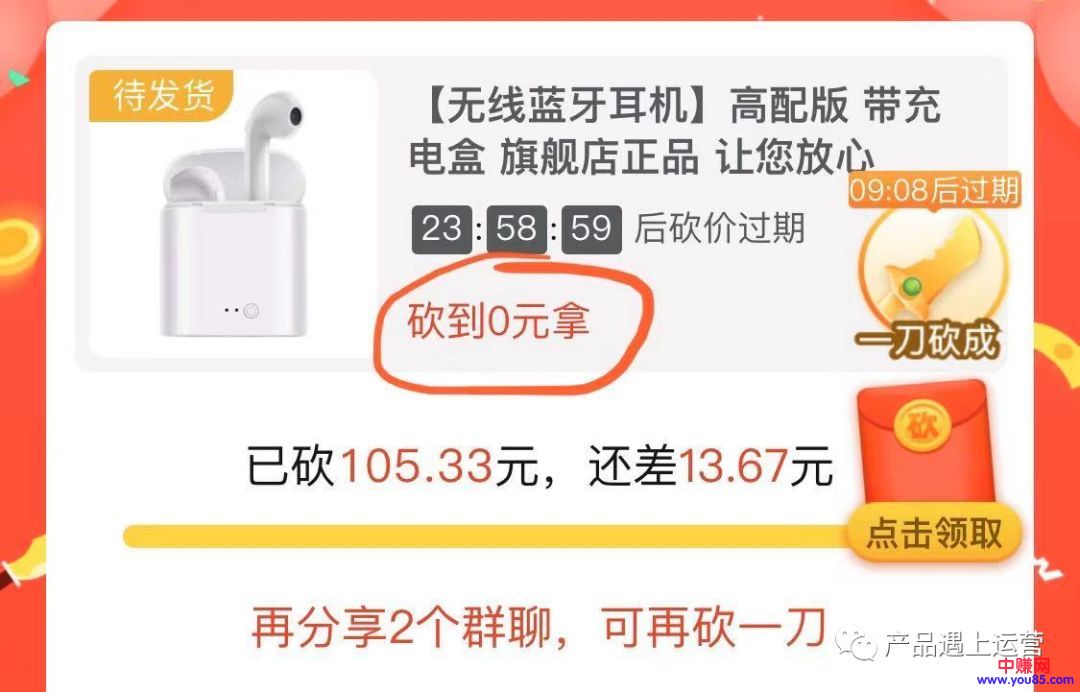 待发货
【无线蓝牙耳机】高配版 带充
电盒 旗舰店正品 让您放心
09:08后过期
23:58:59 后砍价过期
砍到0元拿
一刀砍成
砍
已砍105.33元，还差13.67元
点击领取
再分享2个群聊，可再砍一刀
产品遇上运营
中赚网
www.you85.com